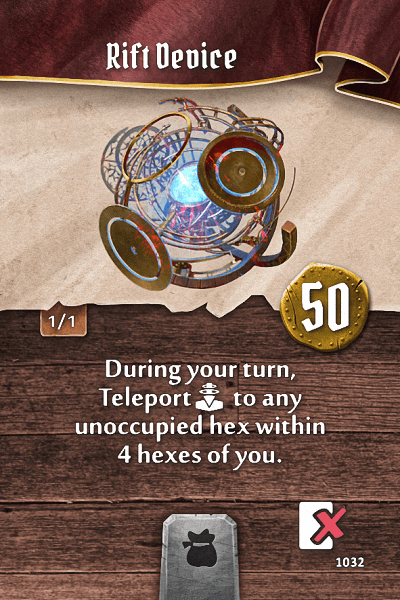 Rift Device
50
1/1
During your turn,
Teleport to any
unoccupied hex within
4 hexes of you.
1032